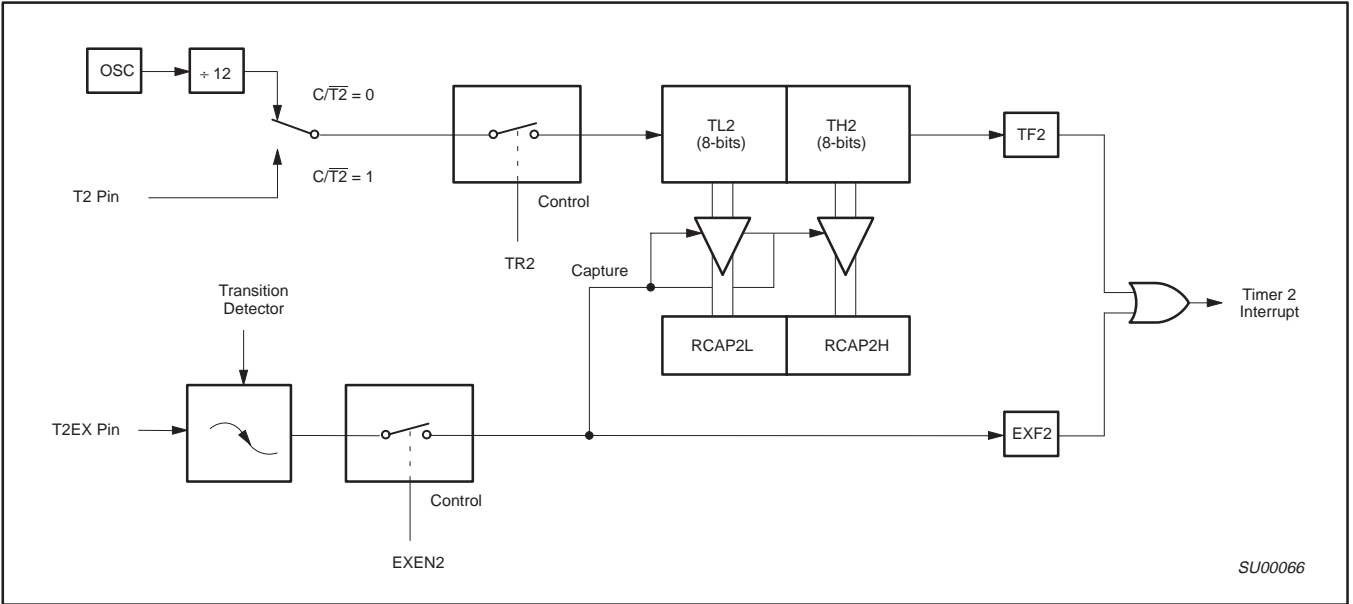 OSC
÷ 12
C/T2 = 0
C/T2 = 1
T2 Pin
Control
TR2
TL2
(8-bits)
TH2
(8-bits)
TF2
Capture
Transition
Detector
RCAP2L
RCAP2H
Timer 2
Interrupt
T2EX Pin
Control
EXEN2
EXF2
SU00066